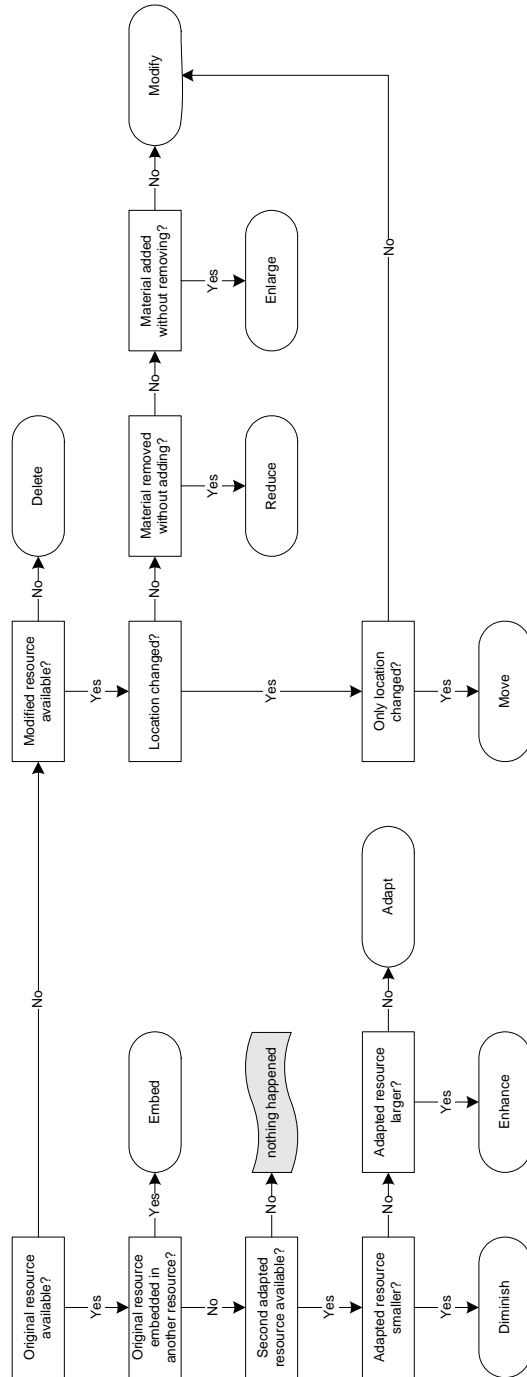 Original resource
available?
No
Modified resource
available?
No
Delete
Yes
Yes
Original resource
embedded in
another resource?
Yes
Embed
Location changed?
No
Material removed
without adding?
No
Material added
without removing?
No
Modify
No
Yes
Yes
Yes
Second adapted
resource available?
No
nothing happened
Reduce
Enlarge
Yes
No
Adapted resource
smaller?
No
Adapted resource
larger?
No
Adapt
Only location
changed?
Yes
Yes
Yes
Diminish
Enhance
Move